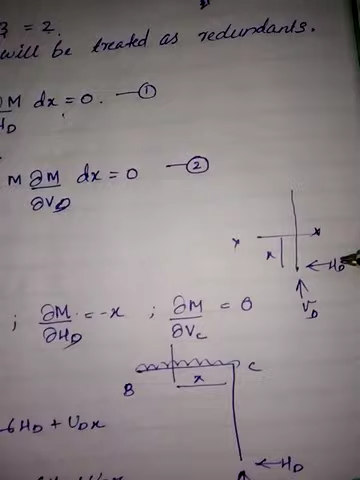 3 = 2.
will be treated as redundants.
∂M dx = 0. — ①
H_D
M ∂M dx = 0 — ②
∂V_D
x x
x ← H_D
↑
V_D
; ∂M = -x ; ∂M = 0
∂H_D ∂V_C
B x C
6H_D + V_D x
← H_D